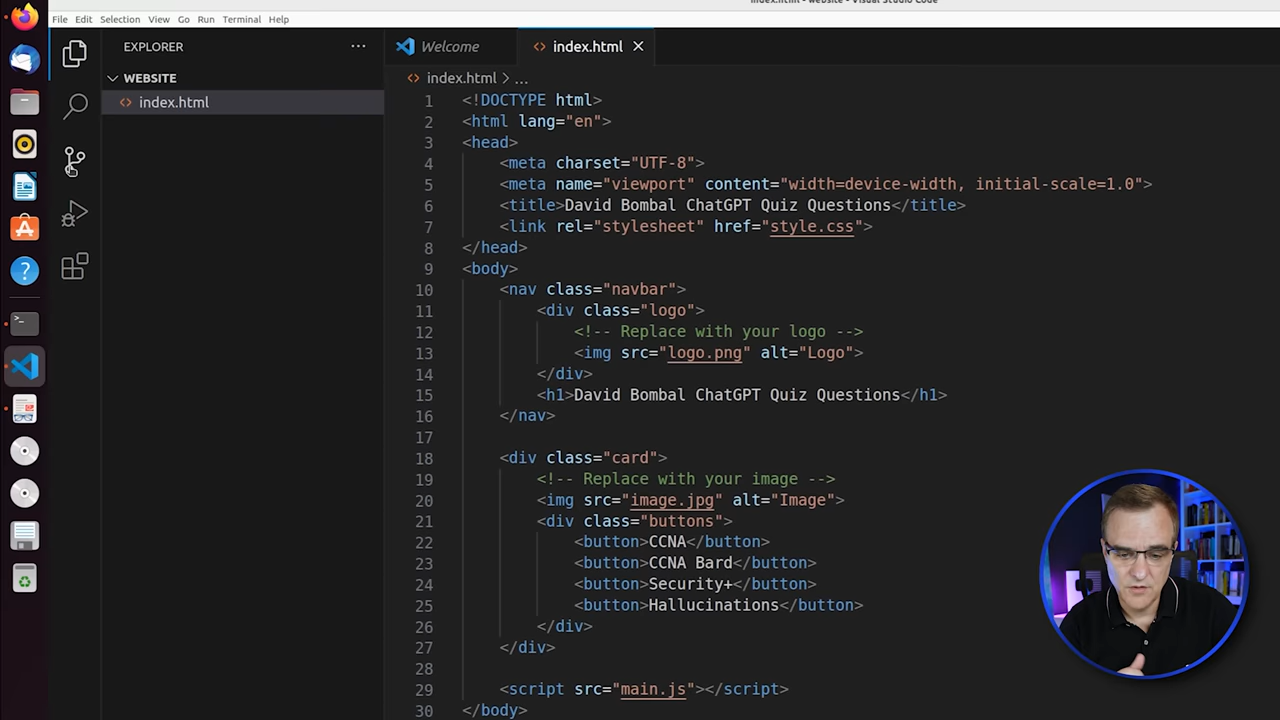 index.html - website - Visual Studio Code
File Edit Selection View Go Run Terminal Help
EXPLORER
WEBSITE
index.html
Welcome
index.html
index.html > ...
1 <!DOCTYPE html>
2 <html lang="en">
3 <head>
4 <meta charset="UTF-8">
5 <meta name="viewport" content="width=device-width, initial-scale=1.0">
6 <title>David Bombal ChatGPT Quiz Questions</title>
7 <link rel="stylesheet" href="style.css">
8 </head>
9 <body>
10 <nav class="navbar">
11 <div class="logo">
12 <!-- Replace with your logo -->
13 <img src="logo.png" alt="Logo">
14 </div>
15 <h1>David Bombal ChatGPT Quiz Questions</h1>
16 </nav>
17
18 <div class="card">
19 <!-- Replace with your image -->
20 <img src="image.jpg" alt="Image">
21 <div class="buttons">
22 <button>CCNA</button>
23 <button>CCNA Bard</button>
24 <button>Security+</button>
25 <button>Hallucinations</button>
26 </div>
27 </div>
28
29 <script src="main.js"></script>
30 </body>